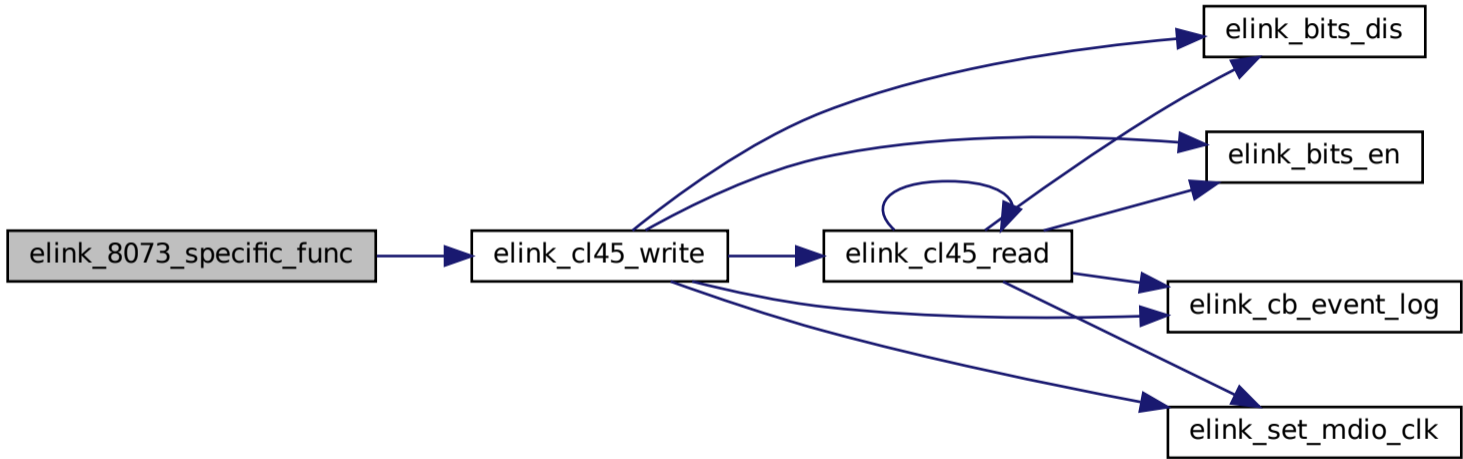 elink_bits_dis
elink_bits_en
elink_8073_specific_func
elink_cl45_write
elink_cl45_read
elink_cb_event_log
elink_set_mdio_clk